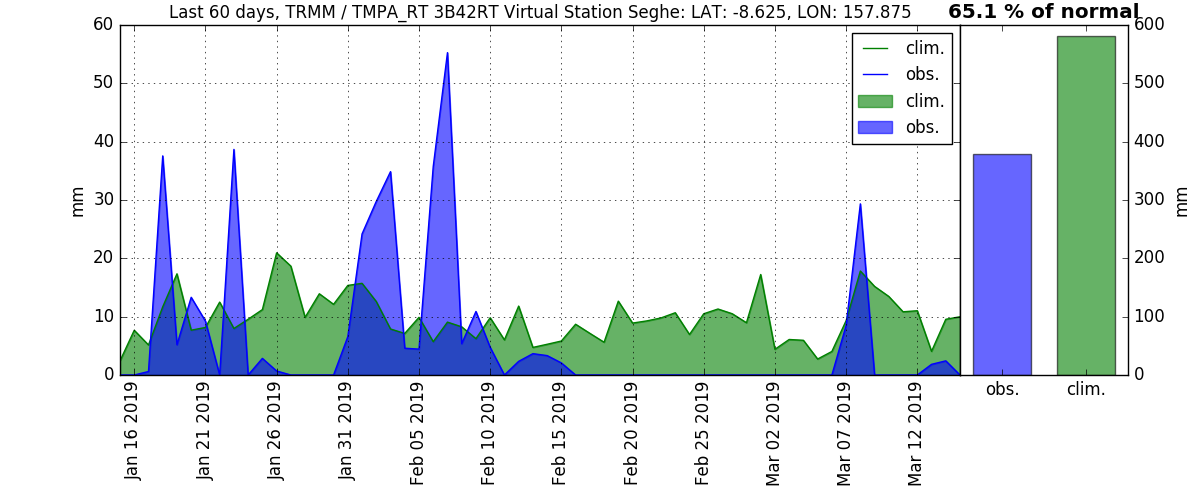 Last 60 days, TRMM / TMPA_RT 3B42RT Virtual Station Seghe: LAT: -8.625, LON: 157.875
65.1 % of normal
60
50
40
30
20
10
0
mm
clim.
obs.
clim.
obs.
600
500
400
300
200
100
0
mm
obs.
clim.
Jan 16 2019
Jan 21 2019
Jan 26 2019
Jan 31 2019
Feb 05 2019
Feb 10 2019
Feb 15 2019
Feb 20 2019
Feb 25 2019
Mar 02 2019
Mar 07 2019
Mar 12 2019